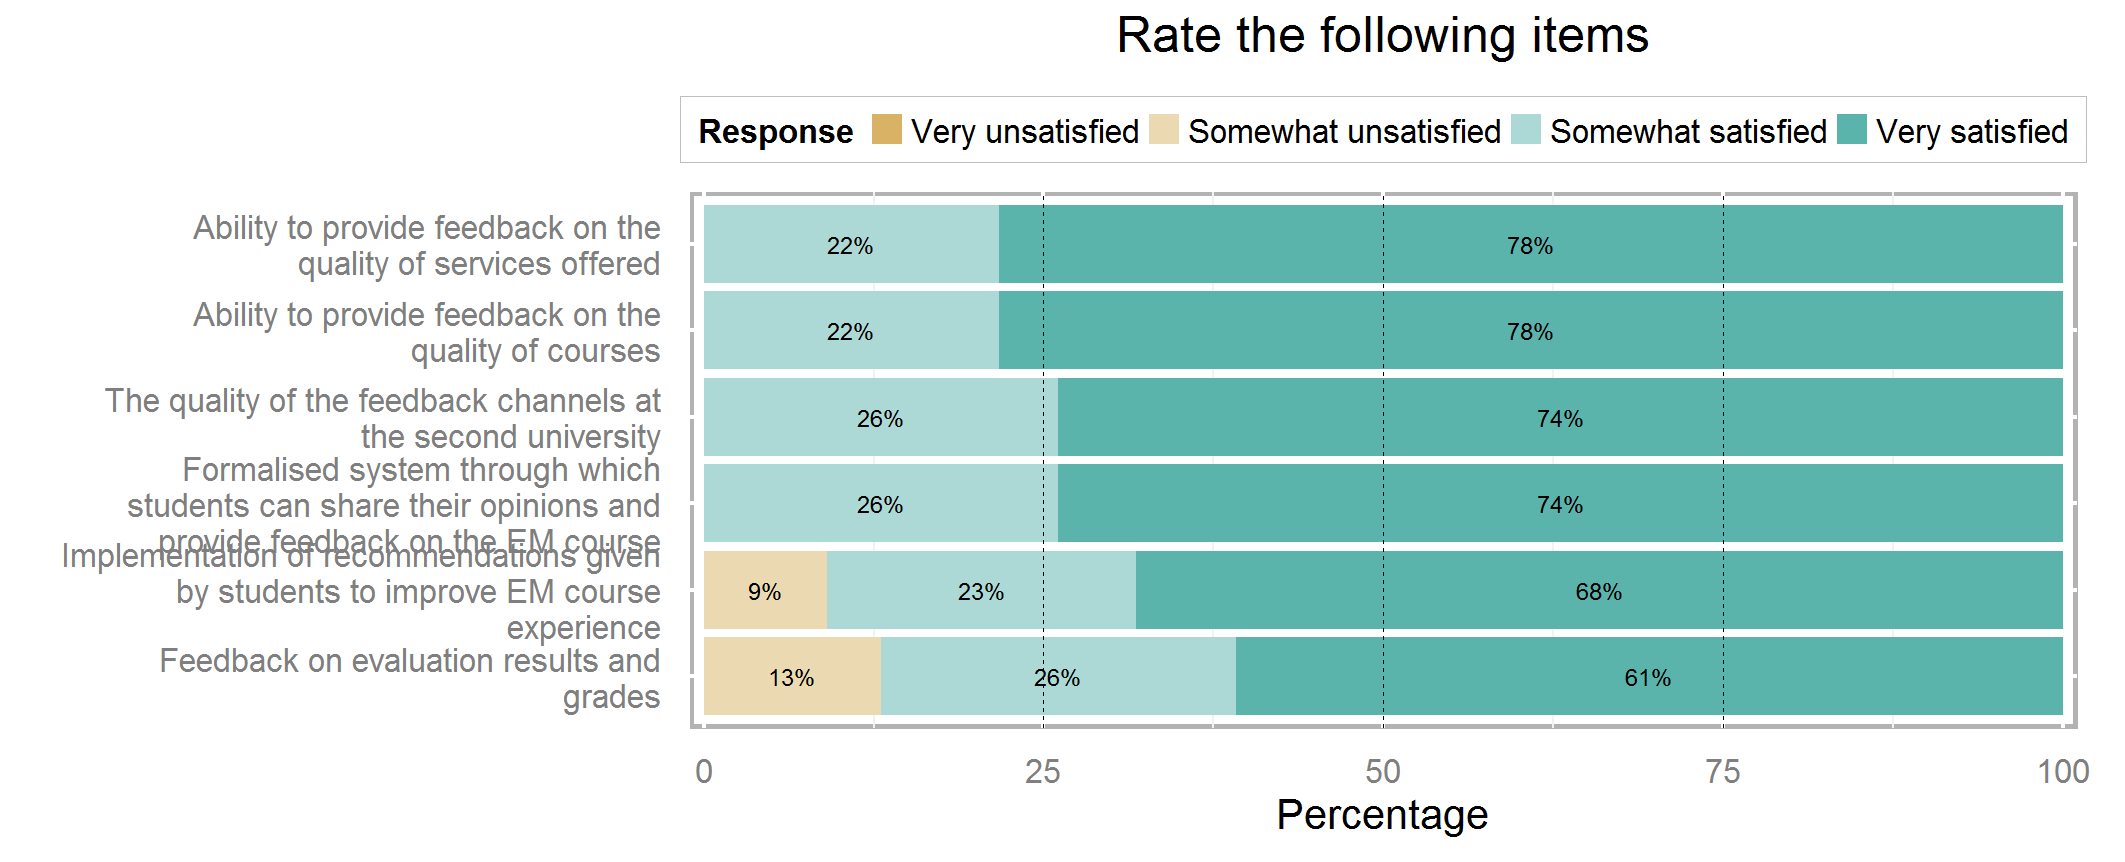 Rate the following items
Response Very unsatisfied Somewhat unsatisfied Somewhat satisfied Very satisfied
Ability to provide feedback on the
quality of services offered
22% 78%
Ability to provide feedback on the
quality of courses
22% 78%
The quality of the feedback channels at
the second university
26% 74%
Formalised system through which
students can share their opinions and
provide feedback on the EM course
26% 74%
Implementation of recommendations given
by students to improve EM course
experience
9% 23% 68%
Feedback on evaluation results and
grades
13% 26% 61%
0 25 50 75 100
Percentage